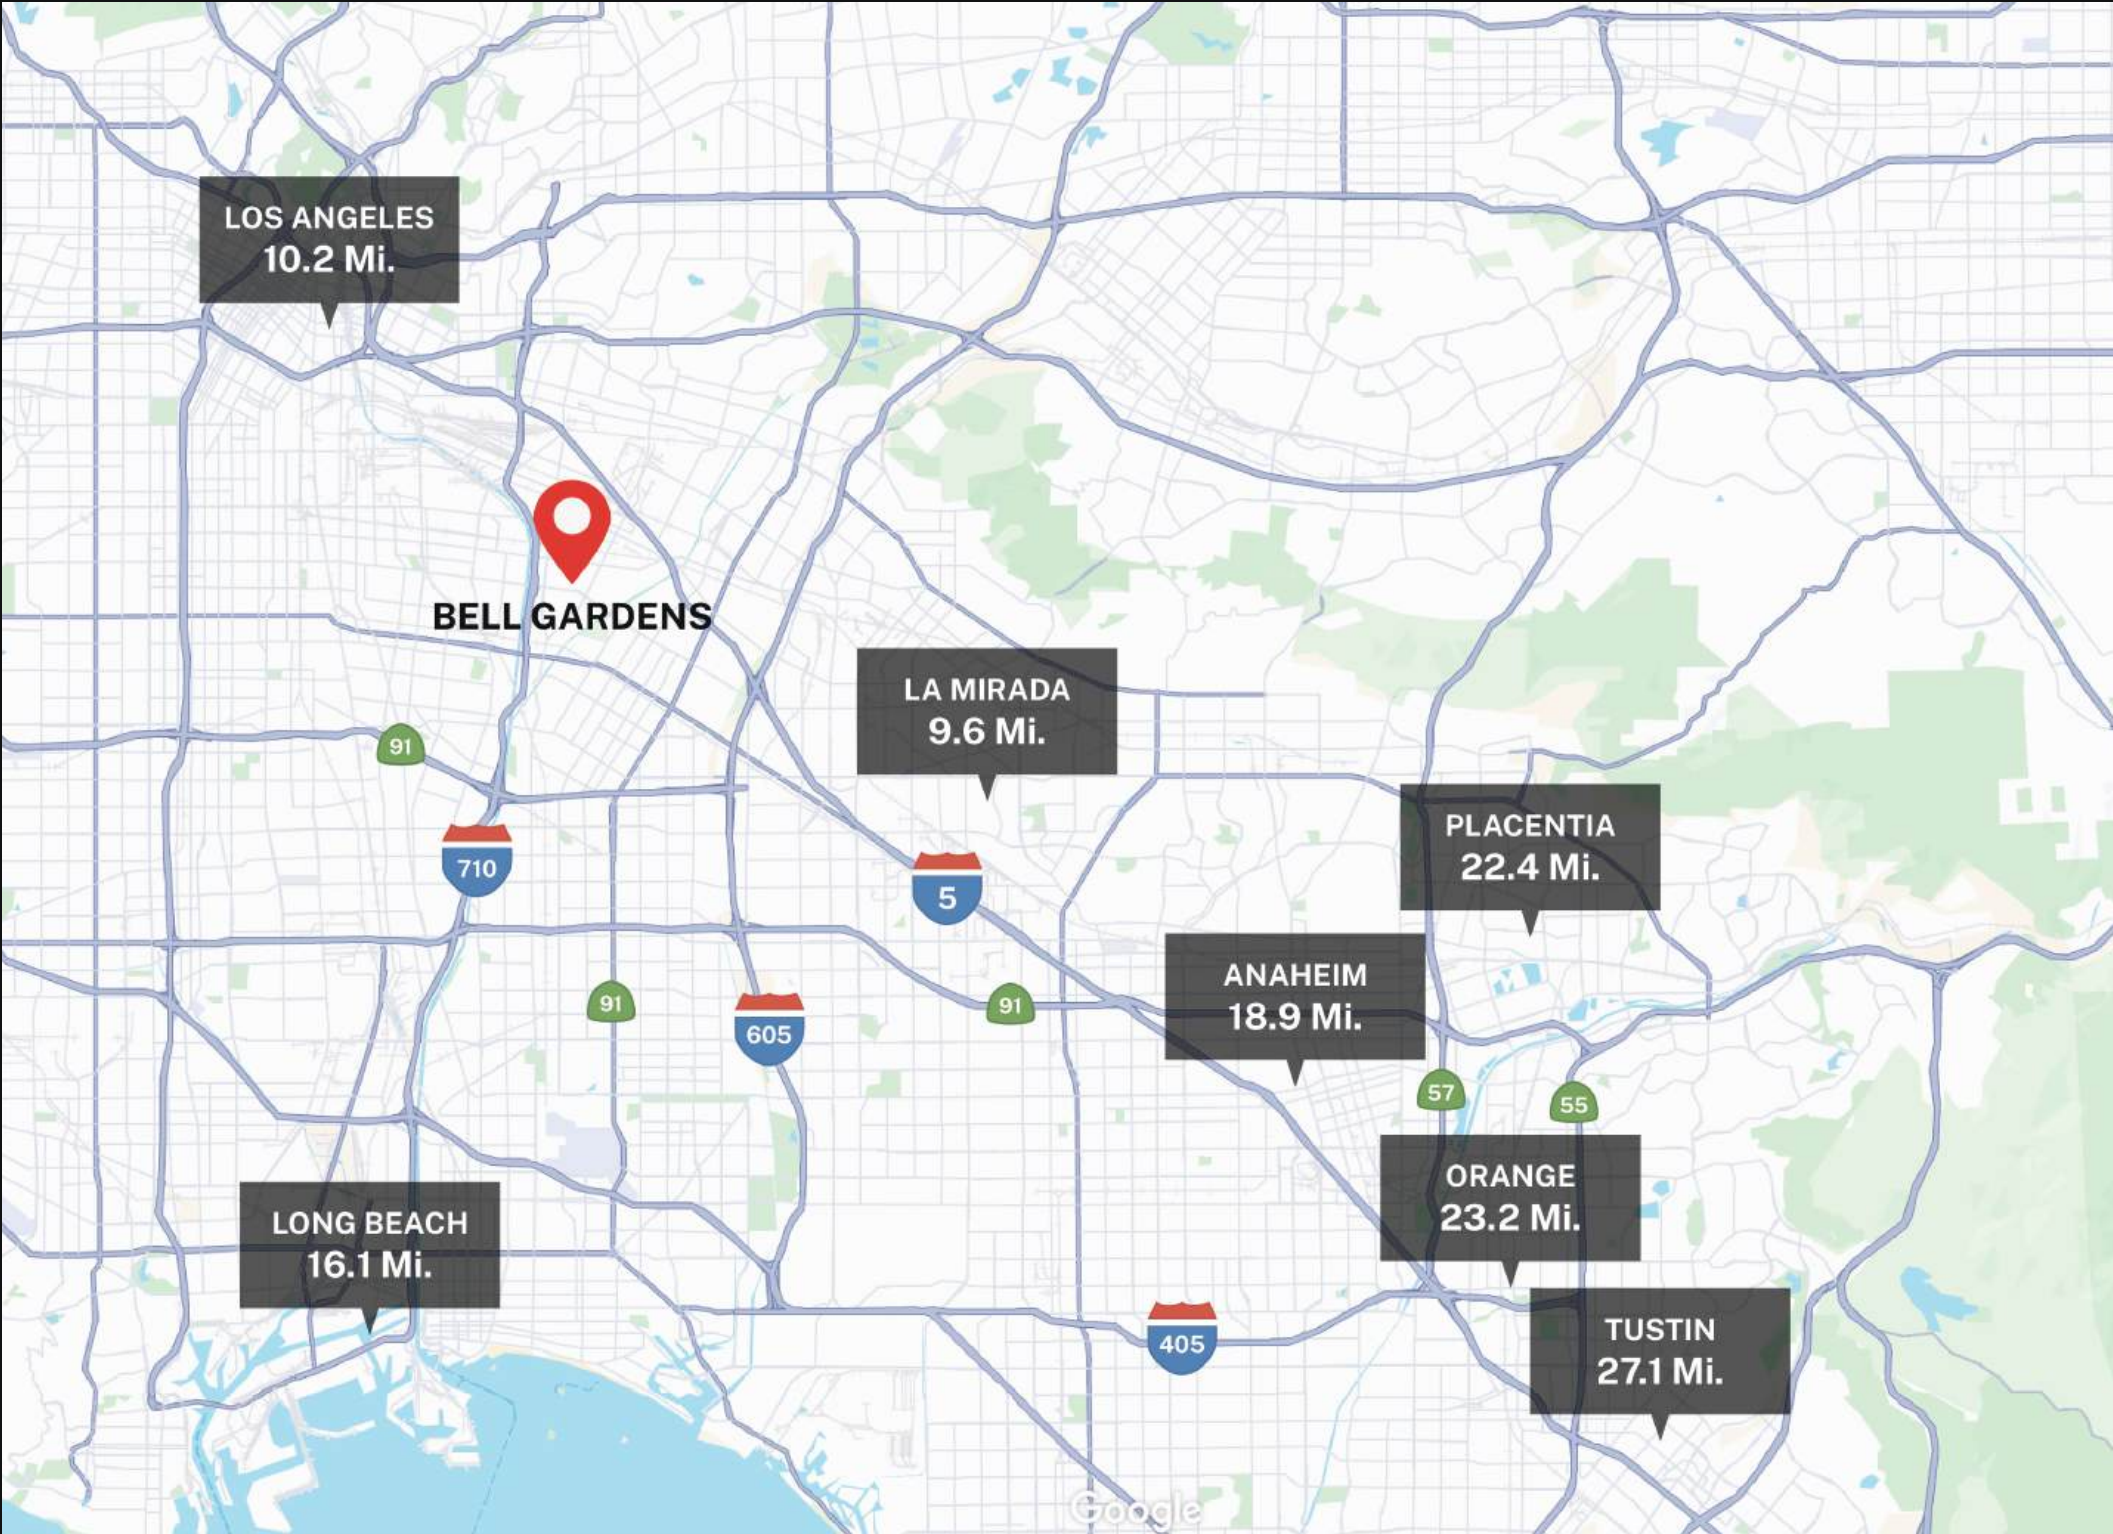 LOS ANGELES
10.2 Mi.
BELL GARDENS
LA MIRADA
9.6 Mi.
91
PLACENTIA
22.4 Mi.
710
5
ANAHEIM
18.9 Mi.
91
605
91
57
55
ORANGE
23.2 Mi.
LONG BEACH
16.1 Mi.
405
TUSTIN
27.1 Mi.
Google